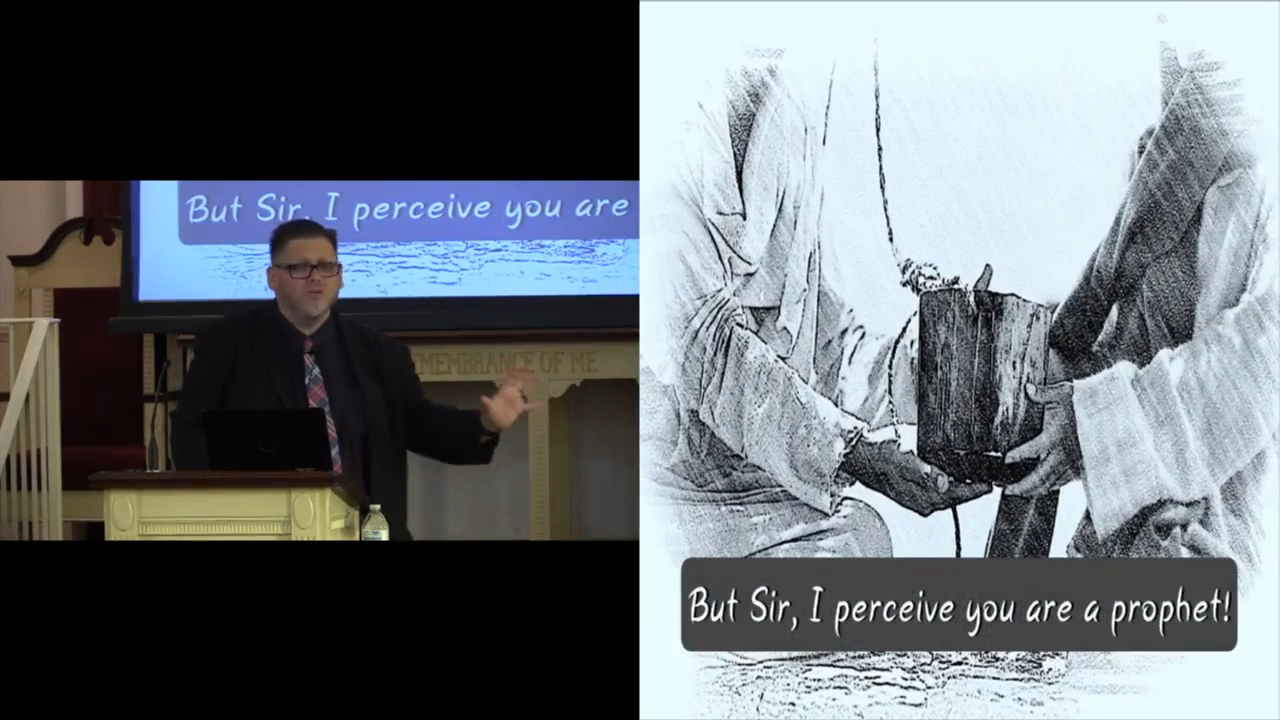 But Sir, I perceive you are
MEMBRANCE OF ME
But Sir, I perceive you are a prophet!